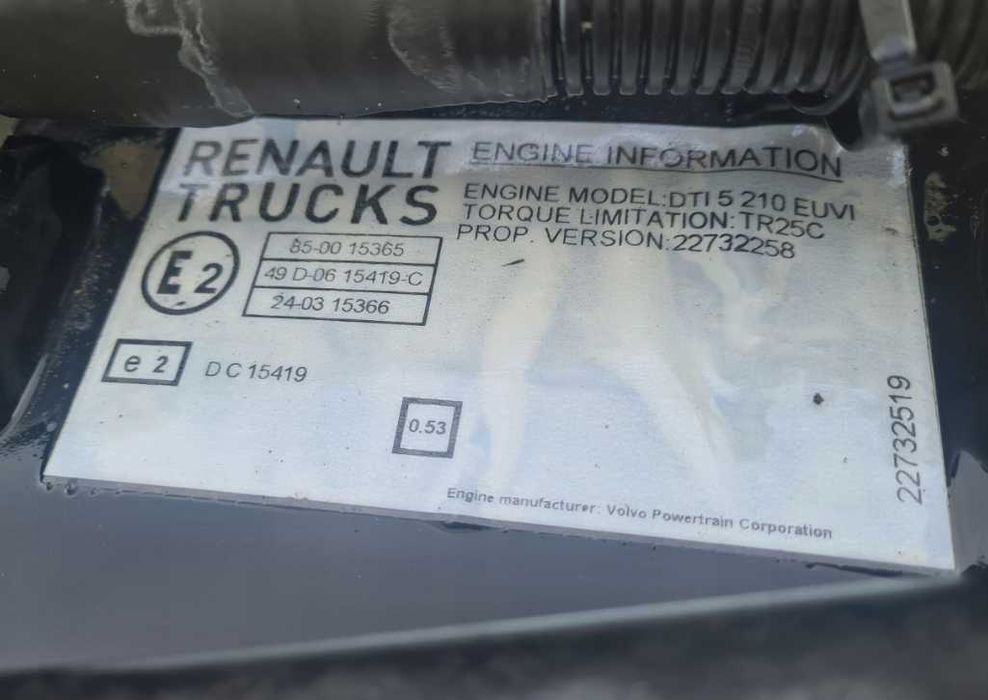 RENAULT
TRUCKS
ENGINE INFORMATION
ENGINE MODEL:DTI 5 210 EUVI
TORQUE LIMITATION:TR25C
PROP. VERSION:22732258
E2
85-00 15365
49 D-06 15419-C
24-03 15366
e 2
D C 15419
0.53
22732519
Engine manufacturer: Volvo Powertrain Corporation